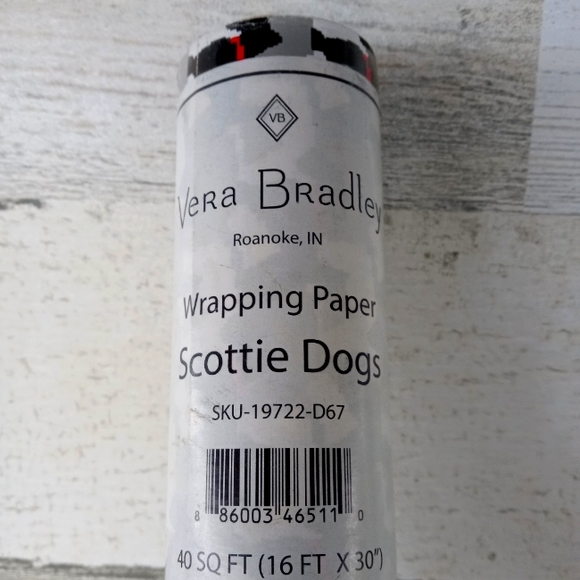 VB
Vera Bradley
Roanoke, IN
Wrapping Paper
Scottie Dogs
SKU-19722-D67
8 86003 46511 0
40 SQ FT (16 FT X 30")